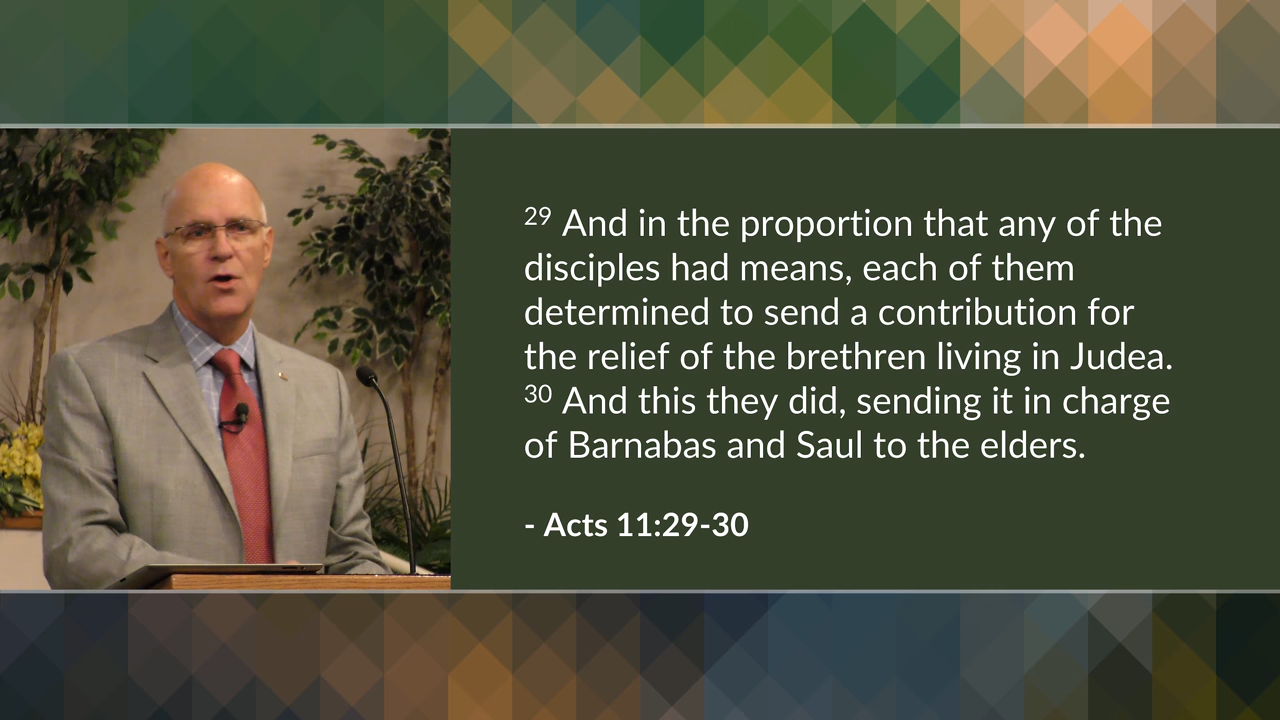 29 And in the proportion that any of the
disciples had means, each of them
determined to send a contribution for
the relief of the brethren living in Judea.
30 And this they did, sending it in charge
of Barnabas and Saul to the elders.
- Acts 11:29-30